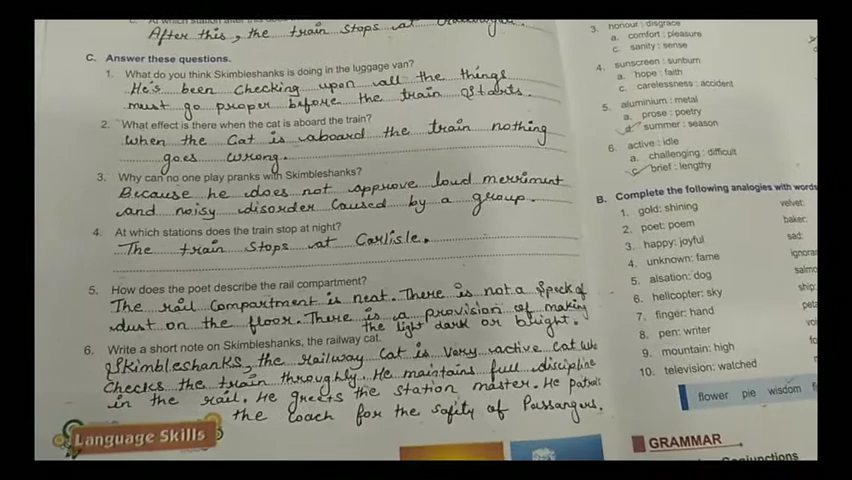 After this, the train stops at
C. Answer these questions.
1. What do you think Skimbleshanks is doing in the luggage van?
He's been checking upon all the things
must go proper before the train starts.
2. What effect is there when the cat is aboard the train?
When the Cat is aboard the train nothing
goes wrong.
3. Why can no one play pranks with Skimbleshanks?
Because he does not approve loud merriment
and noisy disorder caused by a group.
4. At which stations does the train stop at night?
The train stops at Carlisle.
5. How does the poet describe the rail compartment?
The rail compartment is neat. There is not a speck of
dust on the floor. There is a provision of making
the light dark or bright.
6. Write a short note on Skimbleshanks, the railway cat.
Skimbleshanks, the railway cat is very active cat
checks the train throughly. He maintains full discipline
in the rail. He greets the station master. He patrols
the coach for the safety of Passangers.
Language Skills
3. honour : disgrace
a. comfort : pleasure
c. sanity : sense
4. sunscreen : sunburn
a. hope : faith
c. carelessness : accident
5. aluminium : metal
a. prose : poetry
summer : season
6. active : idle
a. challenging : difficult
c. brief : lengthy
B. Complete the following analogies with words
1. gold: shining velvet:
2. poet: poem baker:
3. happy: joyful sad:
4. unknown: fame
5. alsation: dog
6. helicopter: sky ship:
7. finger: hand
8. pen: writer
9. mountain: high
10. television: watched
flower pie wisdom
GRAMMAR
Conjunctions